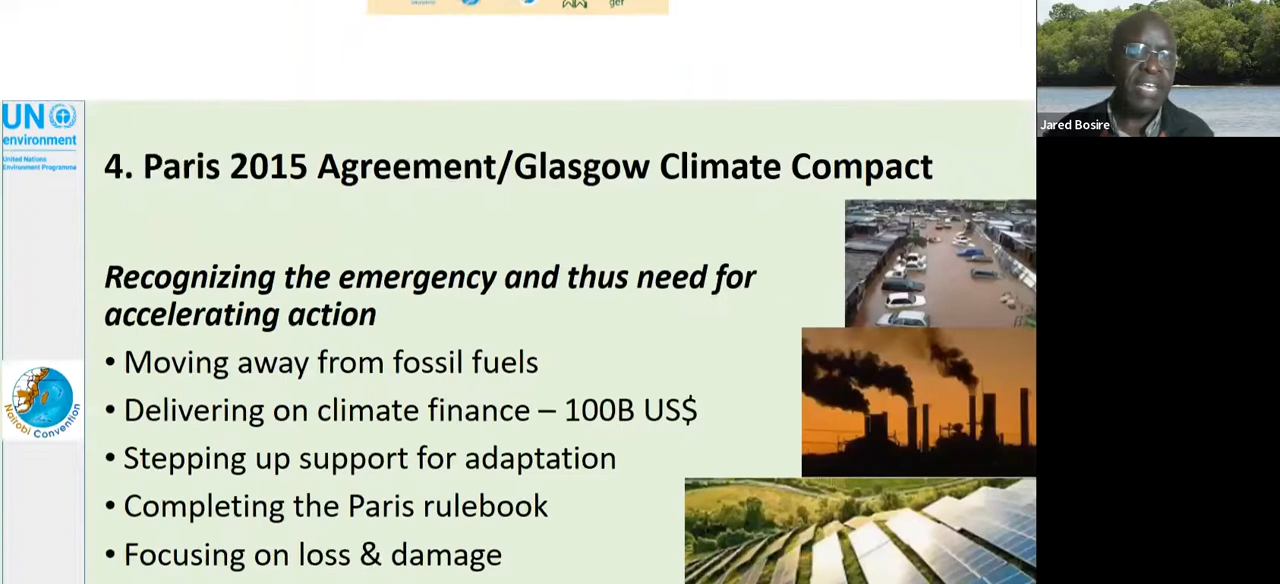 ger
UN
environment
United Nations
Environment Programme
4. Paris 2015 Agreement/Glasgow Climate Compact
Recognizing the emergency and thus need for
accelerating action
• Moving away from fossil fuels
• Delivering on climate finance – 100B US$
• Stepping up support for adaptation
• Completing the Paris rulebook
• Focusing on loss & damage
Nairobi Convention
Jared Bosire